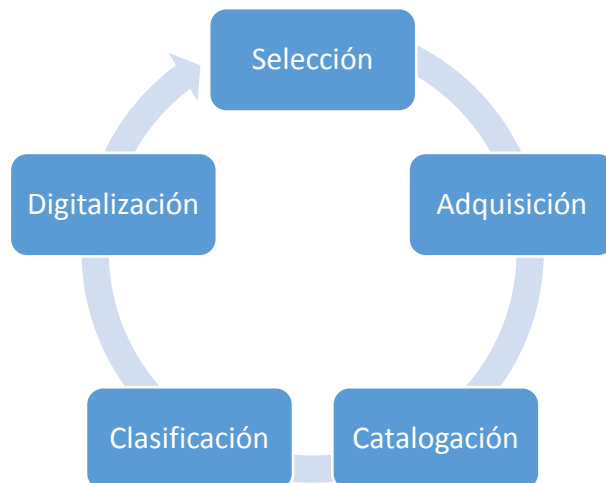 Selección
Adquisición
Catalogación
Clasificación
Digitalización